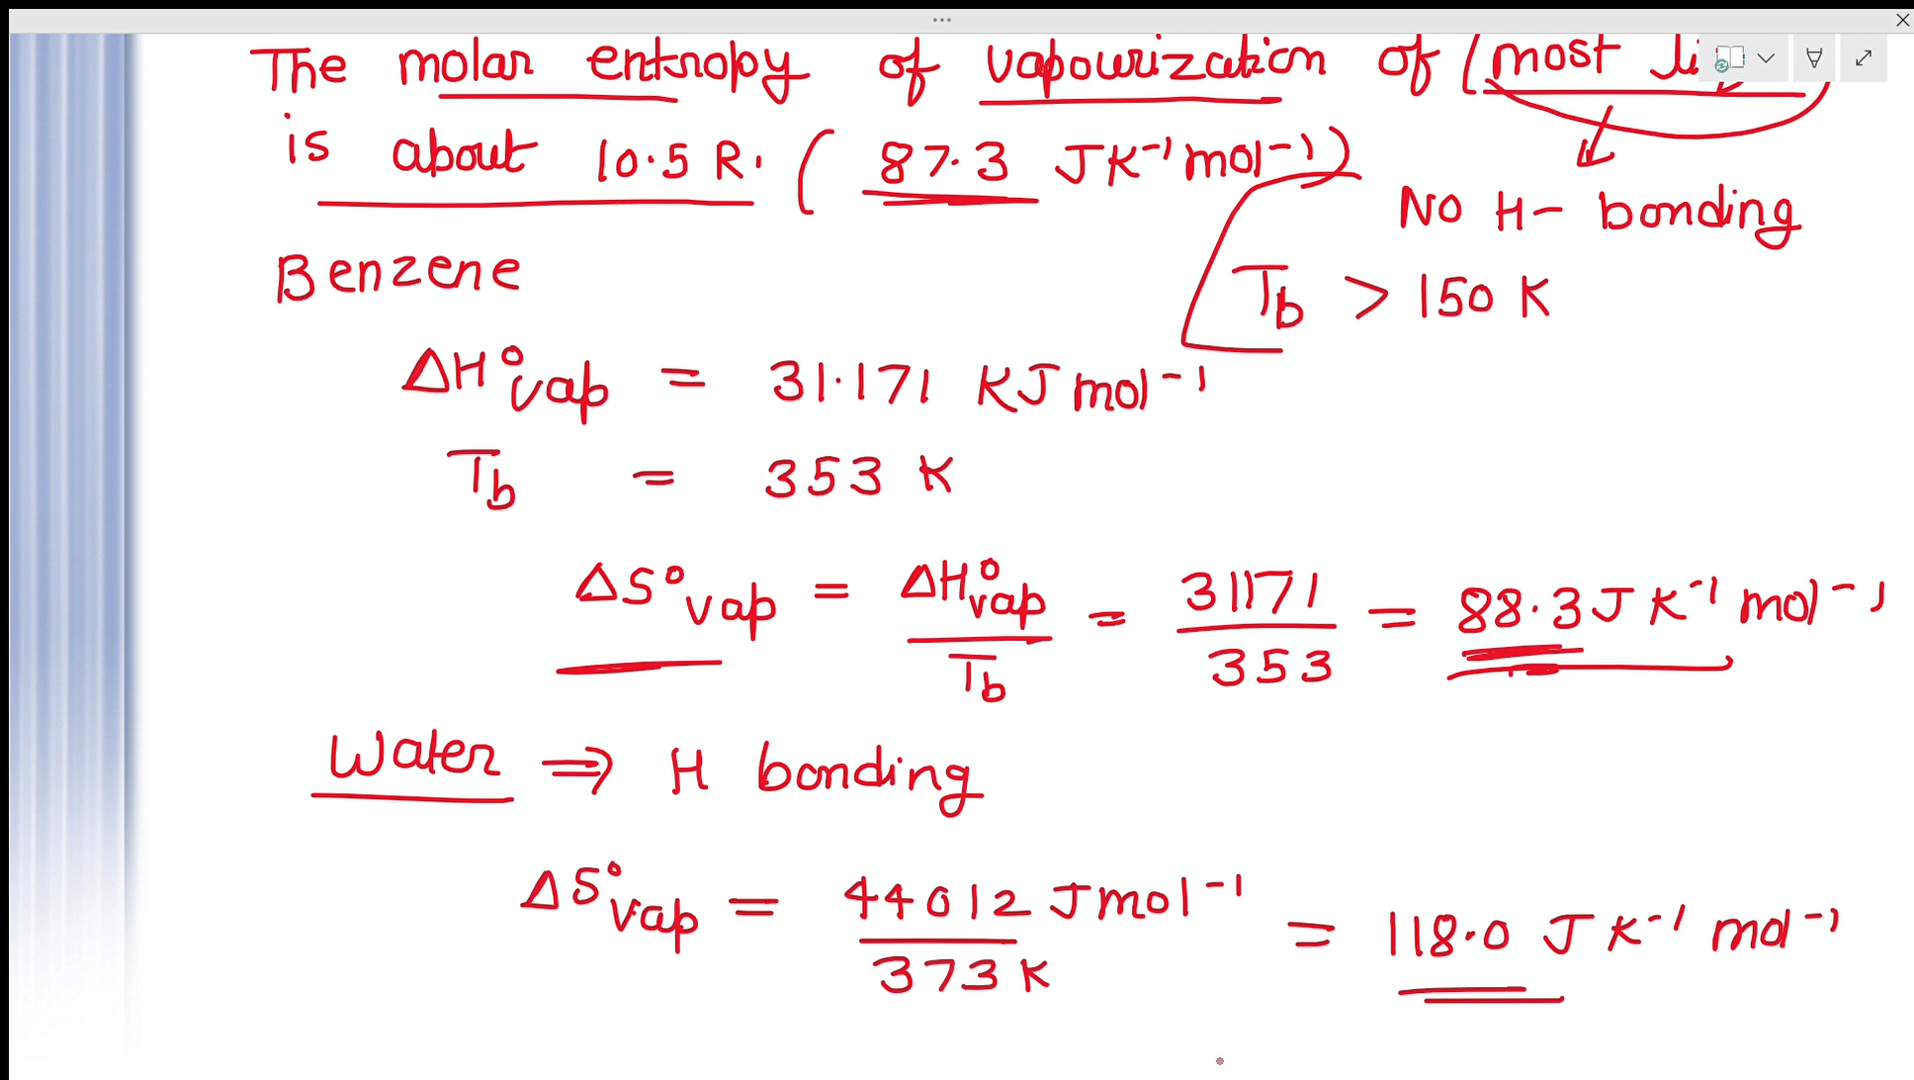 The molar entropy of vapourization of (most
is about 10.5 R. ( 87.3 JK⁻¹mol⁻¹)
No H- bonding
Benzene
Tb > 150 K
ΔH°vap = 31.171 KJ mol⁻¹
Tb = 353 K
ΔS°vap = ΔH°vap / Tb = 31171 / 353 = 88.3 J K⁻¹ mol⁻¹
Water ⇒ H bonding
ΔS°vap = 44012 J mol⁻¹ / 373 K = 118.0 J K⁻¹ mol⁻¹